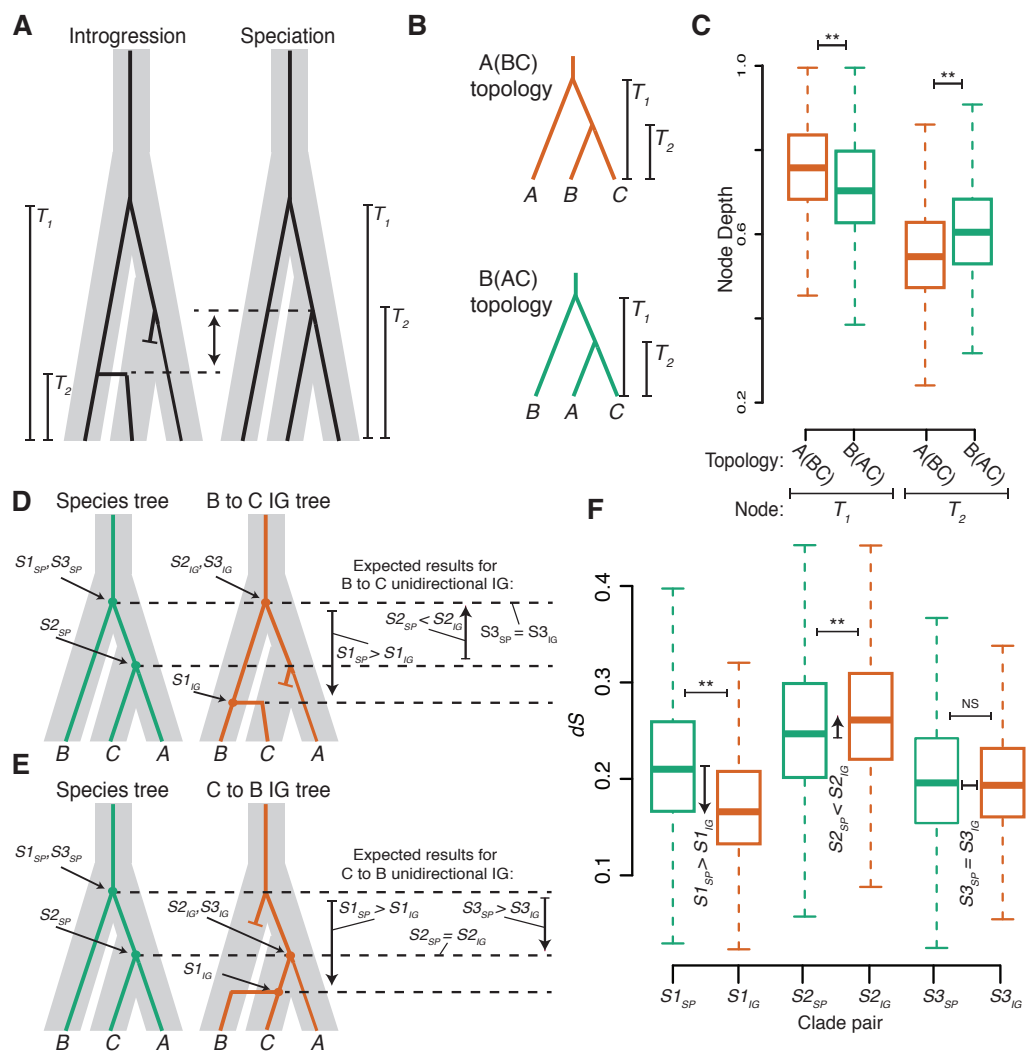 A
Introgression
Speciation
T1
T2
T1
T2
B
A(BC)
topology
T1
T2
A
B
C
B(AC)
topology
T1
T2
B
A
C
C
**
**
Node Depth
1.0
0.6
0.2
Topology:
A(BC)
B(AC)
A(BC)
B(AC)
Node:
T1
T2
D
Species tree
B to C IG tree
S1SP,S3SP
S2SP
S2IG,S3IG
S1IG
Expected results for
B to C unidirectional IG:
S2SP < S2IG
S3SP = S3IG
S1SP > S1IG
B
C
A
B
C
A
E
Species tree
C to B IG tree
S1SP,S3SP
S2SP
S2IG,S3IG
S1IG
Expected results for
C to B unidirectional IG:
S1SP > S1IG
S3SP > S3IG
S2SP = S2IG
B
C
A
B
C
A
F
dS
0.4
0.3
0.2
0.1
**
**
NS
S1SP > S1IG
S2SP < S2IG
S3SP = S3IG
S1SP
S1IG
S2SP
S2IG
S3SP
S3IG
Clade pair